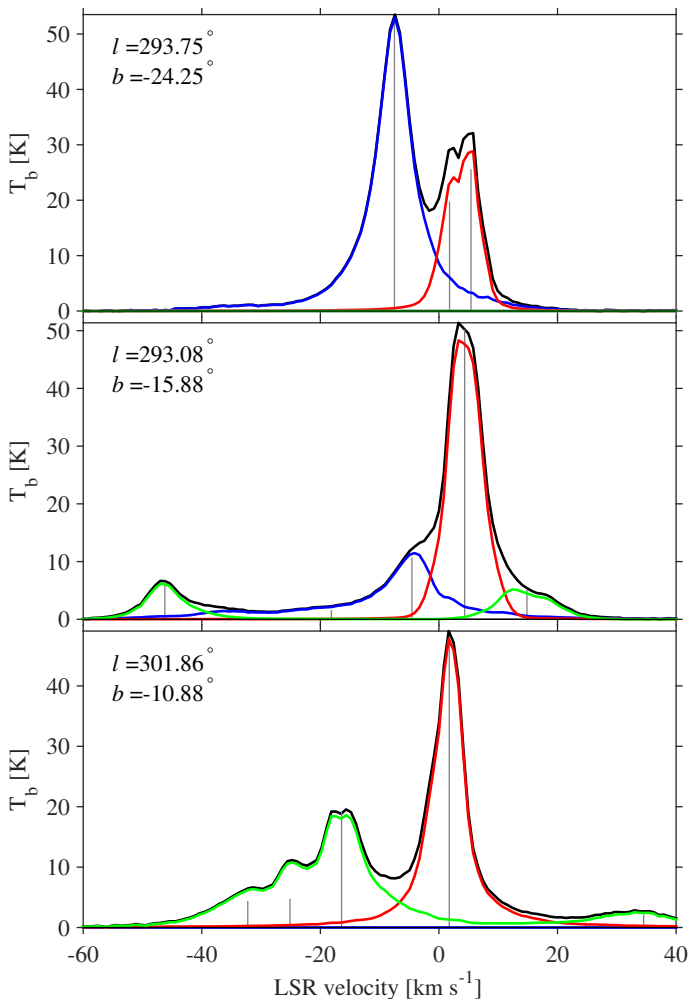 50
40
30
20
10
0
T_b [K]
l =293.75°
b =-24.25°
50
40
30
20
10
0
T_b [K]
l =293.08°
b =-15.88°
40
30
20
10
0
T_b [K]
l =301.86°
b =-10.88°
-60 -40 -20 0 20 40
LSR velocity [km s⁻¹]